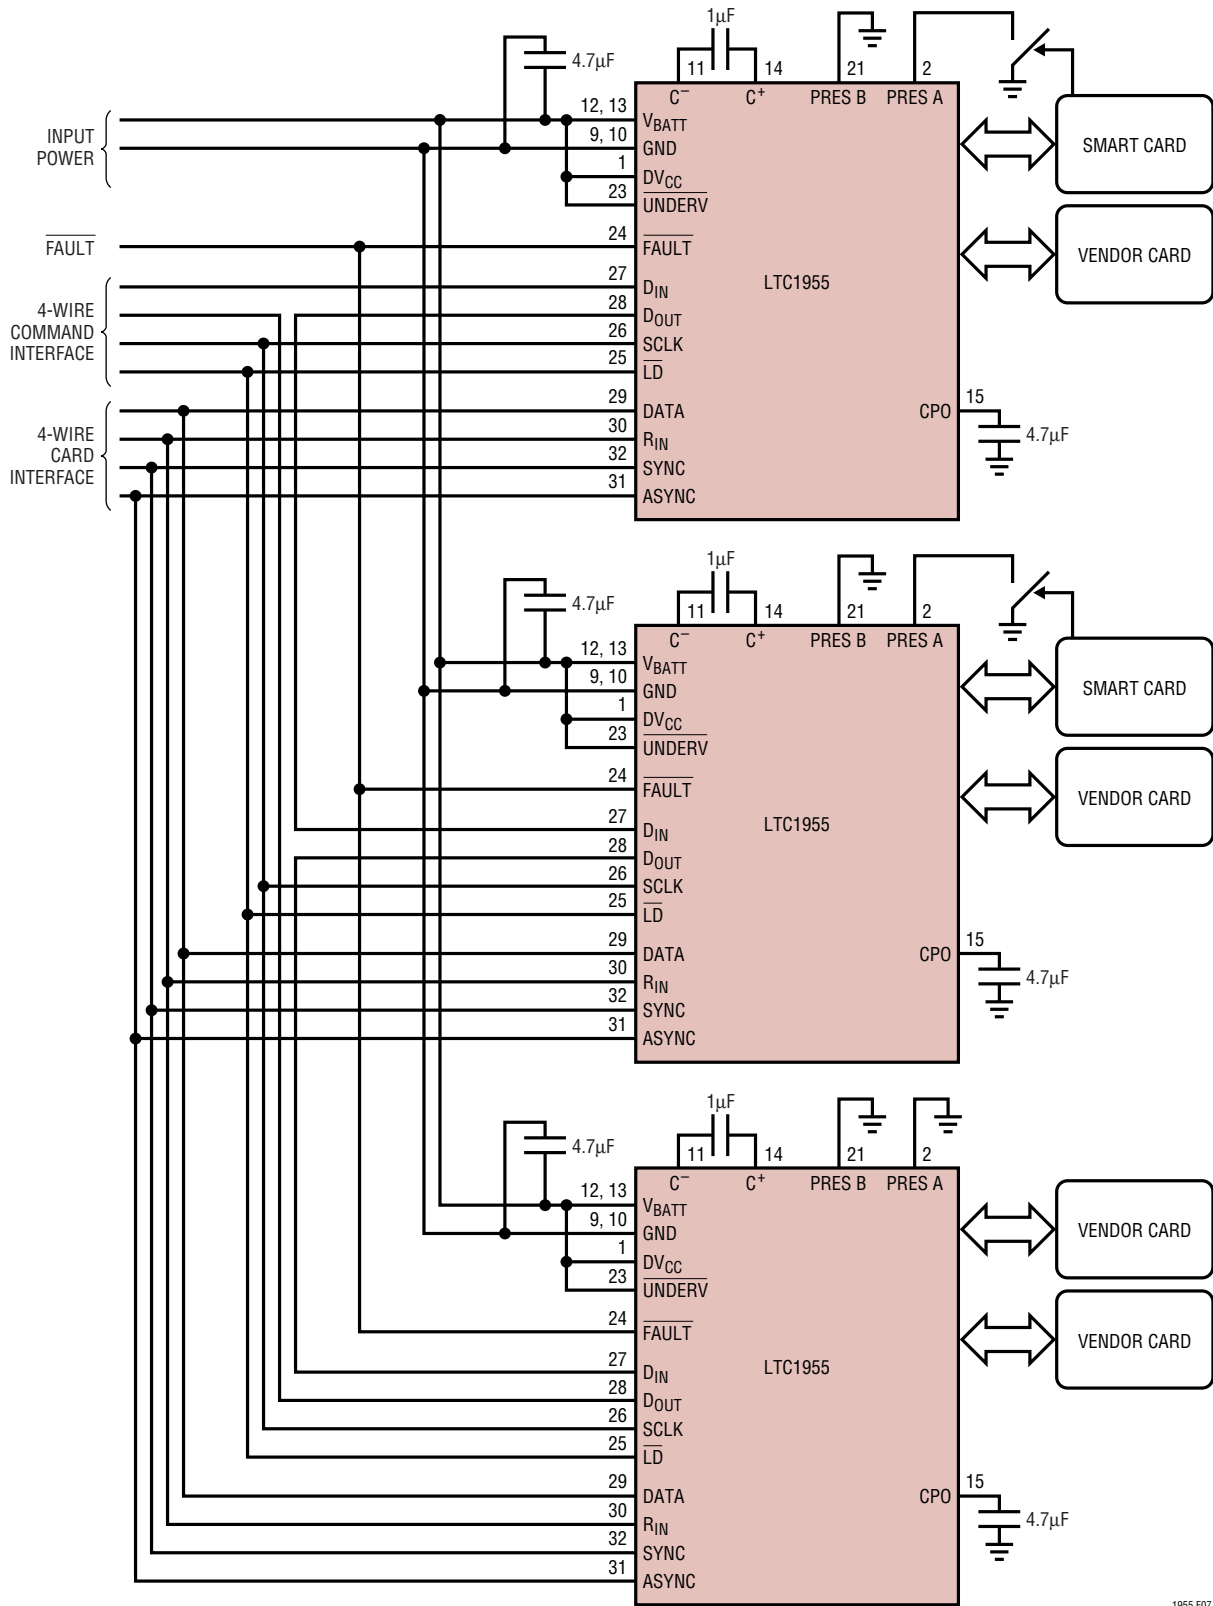 1µF
4.7µF
11
14
21
2
C–
C+
PRES B
PRES A
INPUT
POWER
12, 13
VBATT
9, 10
GND
1
DVCC
23
UNDERV
SMART CARD
FAULT
24
FAULT
VENDOR CARD
4-WIRE
COMMAND
INTERFACE
27
DIN
LTC1955
28
DOUT
26
SCLK
25
LD
4-WIRE
CARD
INTERFACE
29
DATA
CPO
15
4.7µF
30
RIN
32
SYNC
31
ASYNC
1µF
4.7µF
11
14
21
2
C–
C+
PRES B
PRES A
12, 13
VBATT
9, 10
GND
1
DVCC
23
UNDERV
SMART CARD
24
FAULT
VENDOR CARD
27
DIN
LTC1955
28
DOUT
26
SCLK
25
LD
29
DATA
CPO
15
4.7µF
30
RIN
32
SYNC
31
ASYNC
1µF
4.7µF
11
14
21
2
C–
C+
PRES B
PRES A
12, 13
VBATT
9, 10
GND
1
DVCC
23
UNDERV
VENDOR CARD
24
FAULT
VENDOR CARD
27
DIN
LTC1955
28
DOUT
26
SCLK
25
LD
29
DATA
CPO
15
4.7µF
30
RIN
32
SYNC
31
ASYNC
1955 F07